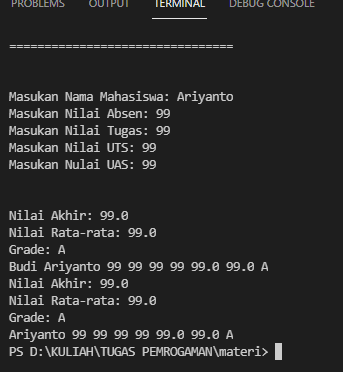 PROBLEMS OUTPUT TERMINAL DEBUG CONSOLE
================================
Masukan Nama Mahasiswa: Ariyanto
Masukan Nilai Absen: 99
Masukan Nilai Tugas: 99
Masukan Nilai UTS: 99
Masukan Nulai UAS: 99
Nilai Akhir: 99.0
Nilai Rata-rata: 99.0
Grade: A
Budi Ariyanto 99 99 99 99 99.0 99.0 A
Nilai Akhir: 99.0
Nilai Rata-rata: 99.0
Grade: A
Ariyanto 99 99 99 99 99.0 99.0 A
PS D:\KULIAH\TUGAS PEMROGAMAN\materi>